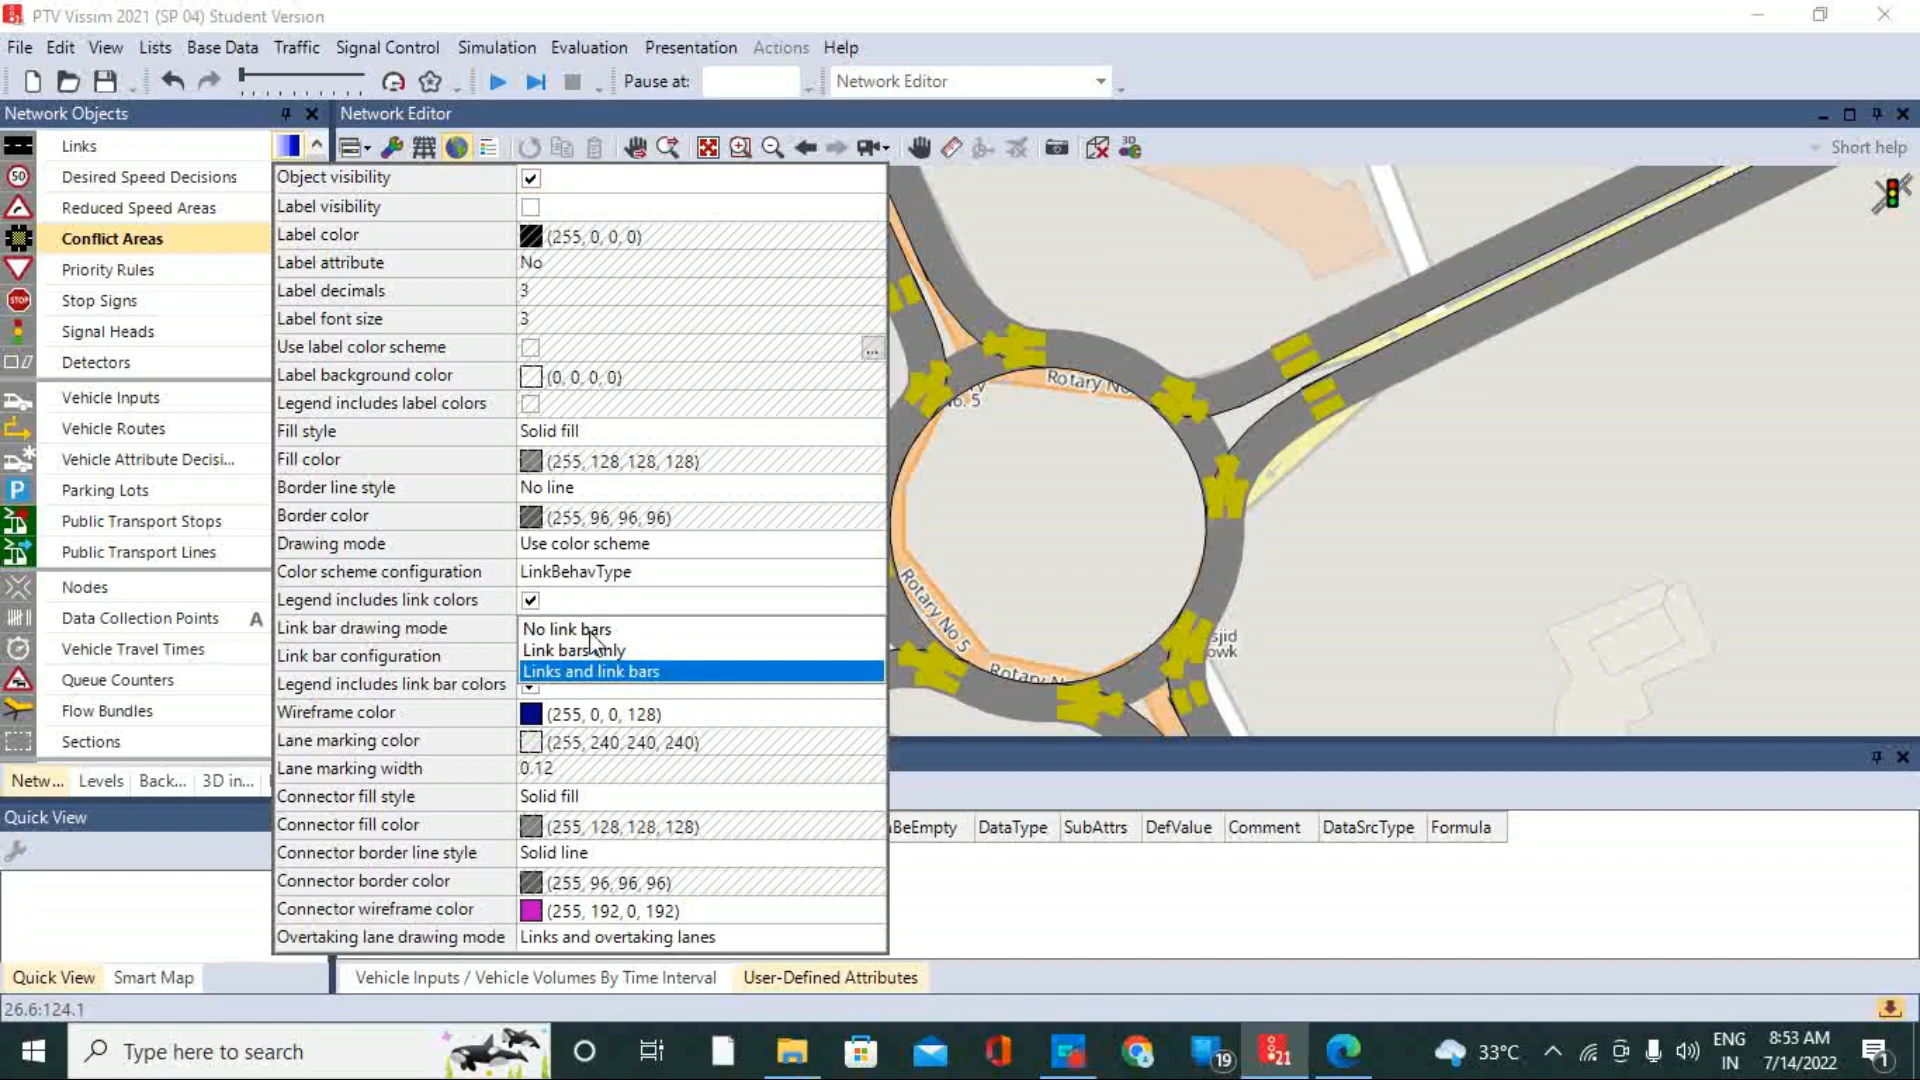 PTV Vissim 2021 (SP 04) Student Version
File Edit View Lists Base Data Traffic Signal Control Simulation Evaluation Presentation Actions Help
Pause at: Network Editor
Network Objects
Network Editor
Short help
Links
50 Desired Speed Decisions
Reduced Speed Areas
Conflict Areas
Priority Rules
STOP Stop Signs
Signal Heads
Detectors
Vehicle Inputs
Vehicle Routes
Vehicle Attribute Decisi...
P Parking Lots
Public Transport Stops
Public Transport Lines
Nodes
Data Collection Points A
Vehicle Travel Times
Queue Counters
Flow Bundles
Sections
Netw... Levels Back... 3D in...
Object visibility
Label visibility
Label color (255, 0, 0, 0)
Label attribute No
Label decimals 3
Label font size 3
Use label color scheme ...
Label background color (0, 0, 0, 0)
Legend includes label colors
Fill style Solid fill
Fill color (255, 128, 128, 128)
Border line style No line
Border color (255, 96, 96, 96)
Drawing mode Use color scheme
Color scheme configuration LinkBehavType
Legend includes link colors
Link bar drawing mode No link bars
Link bars only
Link bar configuration
Links and link bars
Legend includes link bar colors
Wireframe color (255, 0, 0, 128)
Lane marking color (255, 240, 240, 240)
Lane marking width 0.12
Connector fill style Solid fill
Connector fill color (255, 128, 128, 128)
Connector border line style Solid line
Connector border color (255, 96, 96, 96)
Connector wireframe color (255, 192, 0, 192)
Overtaking lane drawing mode Links and overtaking lanes
Rotary No
No. 5
Rotary No 5
Rotary N
sjid
owk
BeEmpty DataType SubAttrs DefValue Comment DataSrcType Formula
Quick View
Quick View Smart Map
Vehicle Inputs / Vehicle Volumes By Time Interval User-Defined Attributes
26.6:124.1
Type here to search
19
21
33°C
ENG
IN
8:53 AM
7/14/2022
1